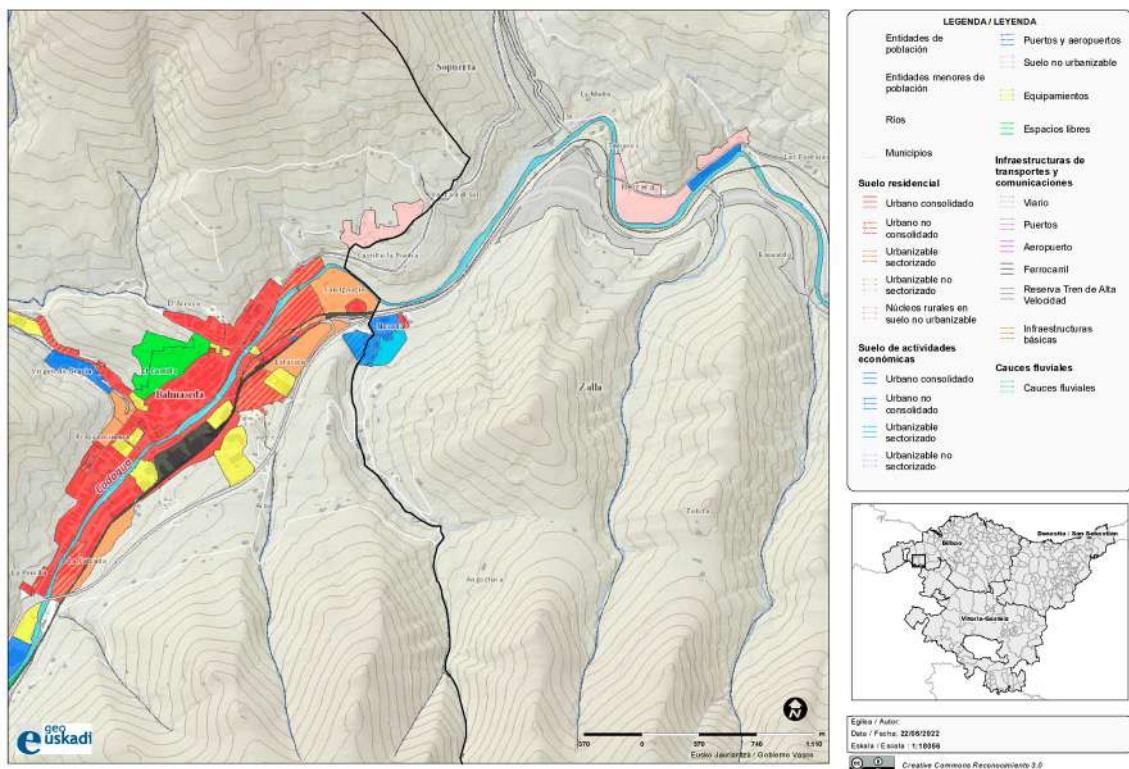 Sopuerta
La Mella
Balmaseda
Zalla
Castillo la Piedra
El Castillo
Virgen de Gracia
Estación
Cadagua
Angostura
geo
euskadi
N
370
0
370
740
1.110
m
Eusko Jaurlaritza / Gobierno Vasco
LEGENDA / LEYENDA
Entidades de
población
Entidades menores de
población
Ríos
Municipios
Suelo residencial
Urbano consolidado
Urbano no
consolidado
Urbanizable
sectorizado
Urbanizable no
sectorizado
Núcleos rurales en
suelo no urbanizable
Suelo de actividades
económicas
Urbano consolidado
Urbano no
consolidado
Urbanizable
sectorizado
Urbanizable no
sectorizado
Puertos y aeropuertos
Suelo no urbanizable
Equipamientos
Espacios libres
Infraestructuras de
transportes y
comunicaciones
Viario
Puertos
Aeropuerto
Ferrocarril
Reserva Tren de Alta
Velocidad
Infraestructuras
básicas
Cauces fluviales
Cauces fluviales
Bilbao
Donostia / San Sebastián
Vitoria-Gasteiz
Egilea / Autor:
Data / Fecha: 22/06/2022
Eskala / Escala : 1:18056
Creative Commons Reconocimiento 3.0